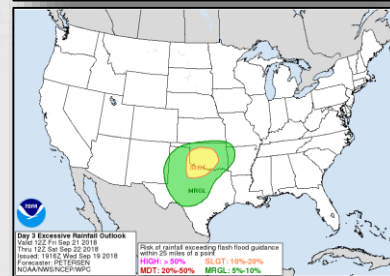 MRGL
Day 3 Excessive Rainfall Outlook
Valid 12Z Fri Sep 21 2018
Thru 12Z Sat Sep 22 2018
Issued: 1916Z Wed Sep 19 2018
Forecaster: PETERSEN
NOAA/NWS/NCEP/WPC
Risk of rainfall exceeding flash flood guidance
within 25 miles of a point
HIGH: > 50% SLGT: 10%-20%
MDT: 20%-50% MRGL: 5%-10%